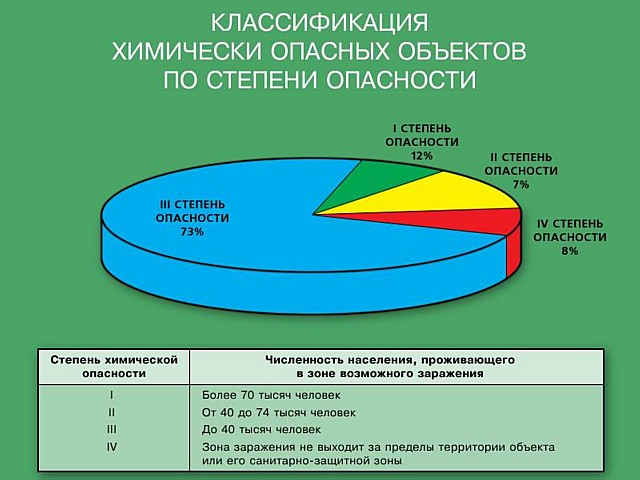 КЛАССИФИКАЦИЯ
ХИМИЧЕСКИ ОПАСНЫХ ОБЪЕКТОВ
ПО СТЕПЕНИ ОПАСНОСТИ
I СТЕПЕНЬ
ОПАСНОСТИ
12%
II СТЕПЕНЬ
ОПАСНОСТИ
7%
III СТЕПЕНЬ
ОПАСНОСТИ
73%
IV СТЕПЕНЬ
ОПАСНОСТИ
8%
Степень химической
опасности
Численность населения, проживающего
в зоне возможного заражения
I Более 70 тысяч человек
II От 40 до 74 тысяч человек
III До 40 тысяч человек
IV Зона заражения не выходит за пределы территории объекта
или его санитарно-защитной зоны